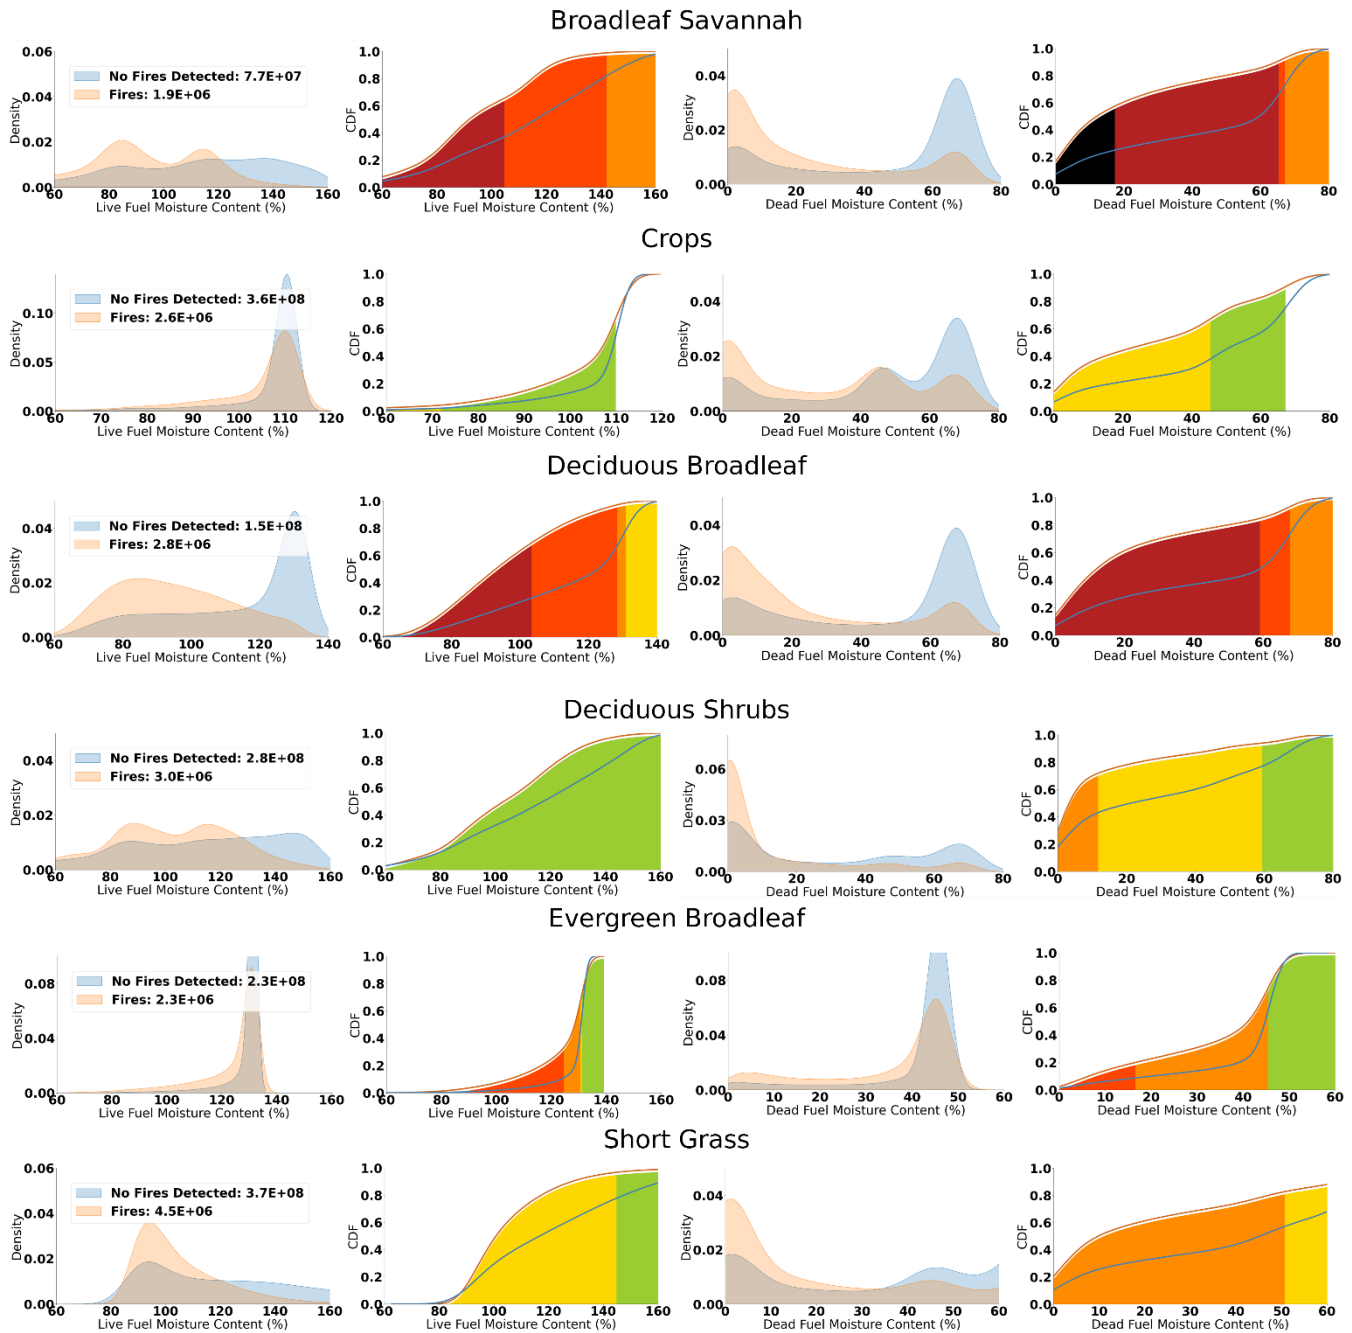 Broadleaf Savannah
0.06
0.04
0.02
0.00
Density
No Fires Detected: 7.7E+07
Fires: 1.9E+06
60 80 100 120 140 160
Live Fuel Moisture Content (%)
1.0
0.8
0.6
0.4
0.2
0.0
CDF
60 80 100 120 140 160
Live Fuel Moisture Content (%)
0.04
0.02
0.00
Density
0 20 40 60 80
Dead Fuel Moisture Content (%)
1.0
0.8
0.6
0.4
0.2
0.0
CDF
0 20 40 60 80
Dead Fuel Moisture Content (%)
Crops
0.10
0.05
0.00
Density
No Fires Detected: 3.6E+08
Fires: 2.6E+06
60 70 80 90 100 110 120
Live Fuel Moisture Content (%)
1.0
0.8
0.6
0.4
0.2
0.0
CDF
60 70 80 90 100 110 120
Live Fuel Moisture Content (%)
0.04
0.02
0.00
Density
0 20 40 60 80
Dead Fuel Moisture Content (%)
1.0
0.8
0.6
0.4
0.2
0.0
CDF
0 20 40 60 80
Dead Fuel Moisture Content (%)
Deciduous Broadleaf
0.04
0.02
0.00
Density
No Fires Detected: 1.5E+08
Fires: 2.8E+06
60 80 100 120 140
Live Fuel Moisture Content (%)
1.0
0.8
0.6
0.4
0.2
0.0
CDF
60 80 100 120 140
Live Fuel Moisture Content (%)
0.04
0.02
0.00
Density
0 20 40 60 80
Dead Fuel Moisture Content (%)
1.0
0.8
0.6
0.4
0.2
0.0
CDF
0 20 40 60 80
Dead Fuel Moisture Content (%)
Deciduous Shrubs
0.04
0.02
0.00
Density
No Fires Detected: 2.8E+08
Fires: 3.0E+06
60 80 100 120 140 160
Live Fuel Moisture Content (%)
1.0
0.8
0.6
0.4
0.2
0.0
CDF
60 80 100 120 140 160
Live Fuel Moisture Content (%)
0.06
0.03
0.00
Density
0 20 40 60 80
Dead Fuel Moisture Content (%)
1.0
0.8
0.6
0.4
0.2
0.0
CDF
0 20 40 60 80
Dead Fuel Moisture Content (%)
Evergreen Broadleaf
0.08
0.04
0.00
Density
No Fires Detected: 2.3E+08
Fires: 2.3E+06
60 80 100 120 140 160
Live Fuel Moisture Content (%)
1.0
0.8
0.6
0.4
0.2
0.0
CDF
60 80 100 120 140 160
Live Fuel Moisture Content (%)
0.08
0.04
0.00
Density
0 10 20 30 40 50 60
Dead Fuel Moisture Content (%)
1.0
0.8
0.6
0.4
0.2
0.0
CDF
0 10 20 30 40 50 60
Dead Fuel Moisture Content (%)
Short Grass
0.06
0.04
0.02
0.00
Density
No Fires Detected: 3.7E+08
Fires: 4.5E+06
60 80 100 120 140 160
Live Fuel Moisture Content (%)
1.0
0.8
0.6
0.4
0.2
0.0
CDF
60 80 100 120 140 160
Live Fuel Moisture Content (%)
0.04
0.02
0.00
Density
0 10 20 30 40 50 60
Dead Fuel Moisture Content (%)
1.0
0.8
0.6
0.4
0.2
0.0
CDF
0 10 20 30 40 50 60
Dead Fuel Moisture Content (%)